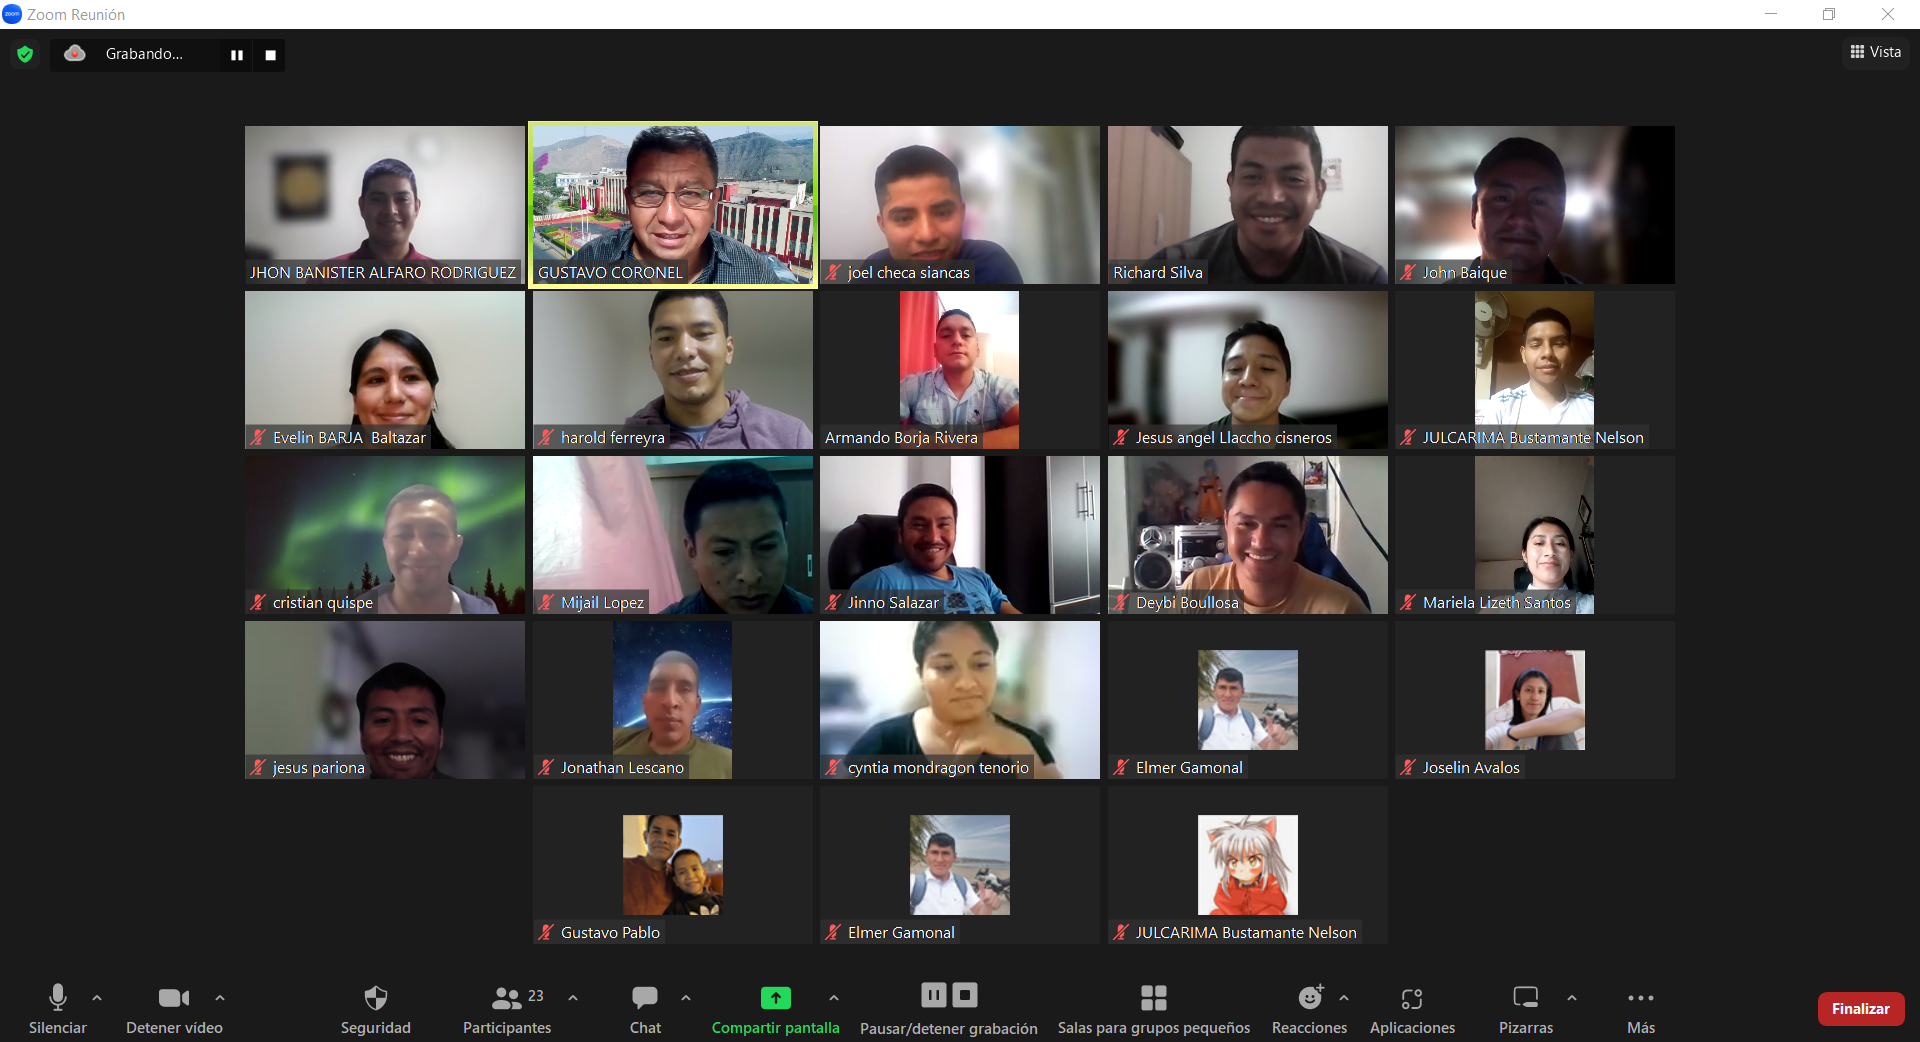 Zoom Reunión
Grabando...
Vista
JHON BANISTER ALFARO RODRIGUEZ
GUSTAVO CORONEL
joel checa siancas
Richard Silva
John Baique
Evelin BARJA Baltazar
harold ferreyra
Armando Borja Rivera
Jesus angel Llaccho cisneros
JULCARIMA Bustamante Nelson
cristian quispe
Mijail Lopez
Jinno Salazar
Deybi Boullosa
Mariela Lizeth Santos
jesus pariona
Jonathan Lescano
cyntia mondragon tenorio
Elmer Gamonal
Joselin Avalos
Gustavo Pablo
Elmer Gamonal
JULCARIMA Bustamante Nelson
23
Silenciar
Detener vídeo
Seguridad
Participantes
Chat
Compartir pantalla
Pausar/detener grabación
Salas para grupos pequeños
Reacciones
Aplicaciones
Pizarras
Más
Finalizar